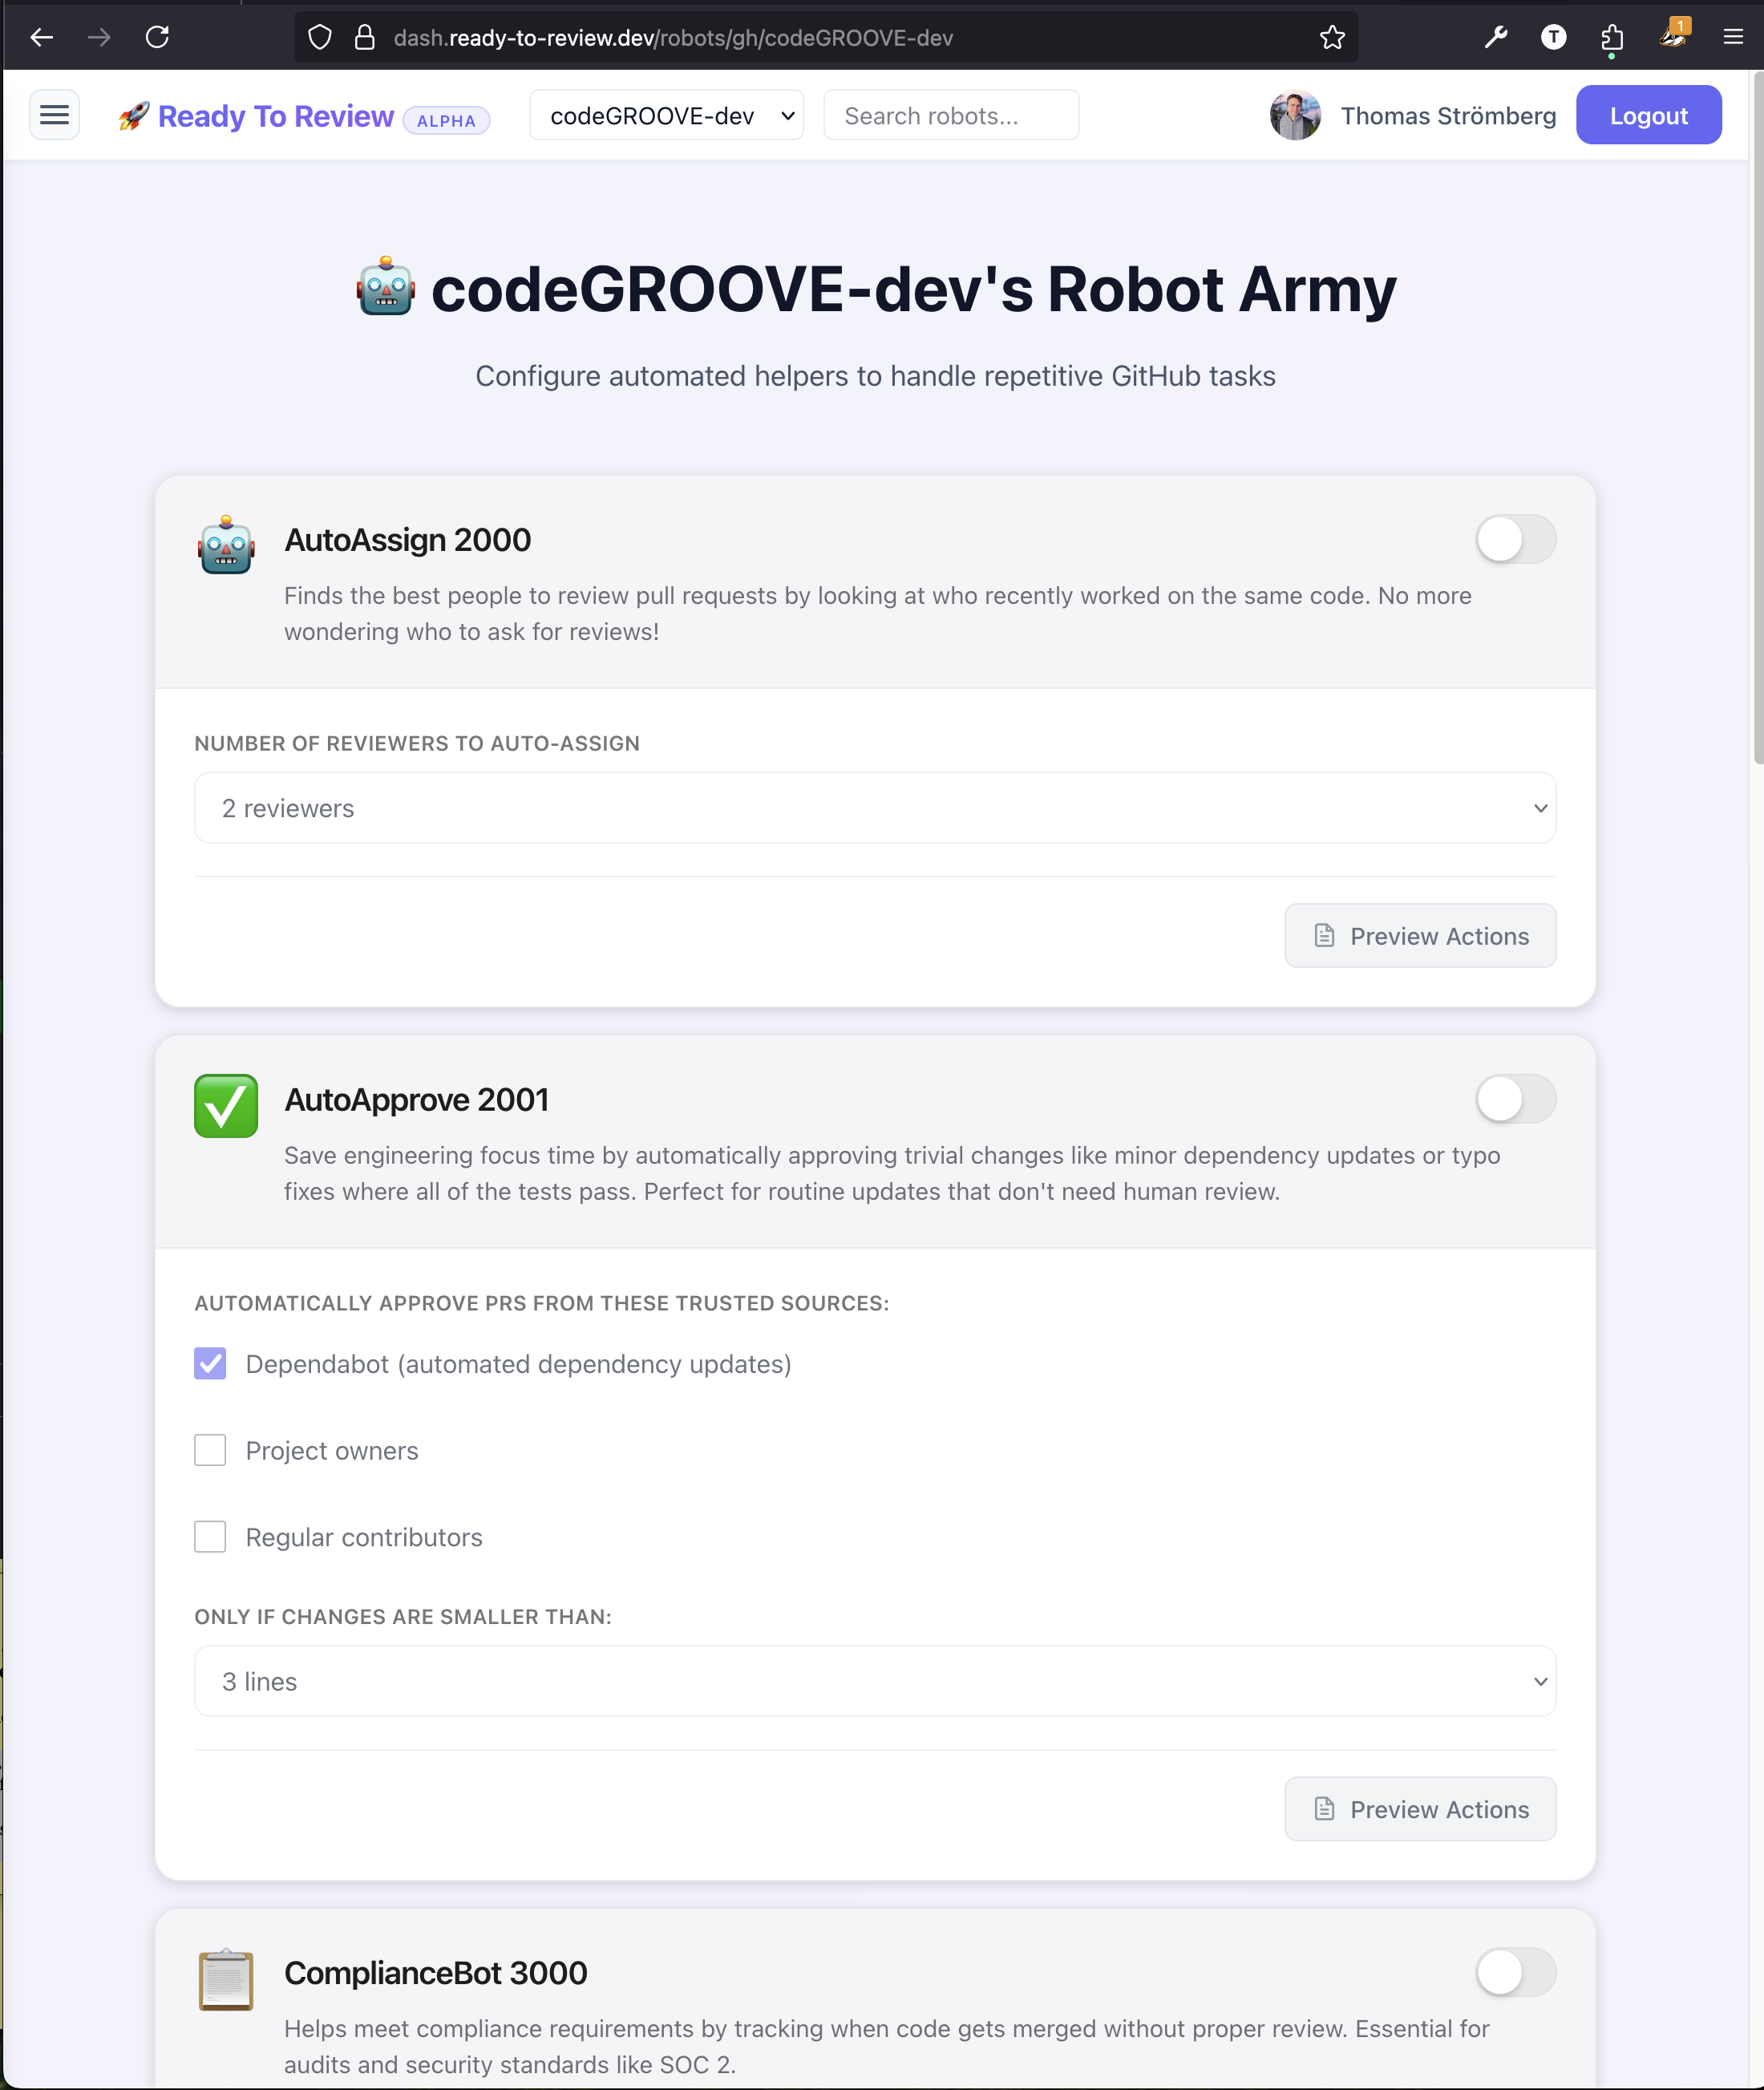 dash.ready-to-review.dev/robots/gh/codeGROOVE-dev
T
1
🚀 Ready To Review ALPHA
codeGROOVE-dev
Search robots...
Thomas Strömberg
Logout
🤖 codeGROOVE-dev's Robot Army
Configure automated helpers to handle repetitive GitHub tasks
AutoAssign 2000
Finds the best people to review pull requests by looking at who recently worked on the same code. No more
wondering who to ask for reviews!
NUMBER OF REVIEWERS TO AUTO-ASSIGN
2 reviewers
Preview Actions
AutoApprove 2001
Save engineering focus time by automatically approving trivial changes like minor dependency updates or typo
fixes where all of the tests pass. Perfect for routine updates that don't need human review.
AUTOMATICALLY APPROVE PRS FROM THESE TRUSTED SOURCES:
Dependabot (automated dependency updates)
Project owners
Regular contributors
ONLY IF CHANGES ARE SMALLER THAN:
3 lines
Preview Actions
ComplianceBot 3000
Helps meet compliance requirements by tracking when code gets merged without proper review. Essential for
audits and security standards like SOC 2.